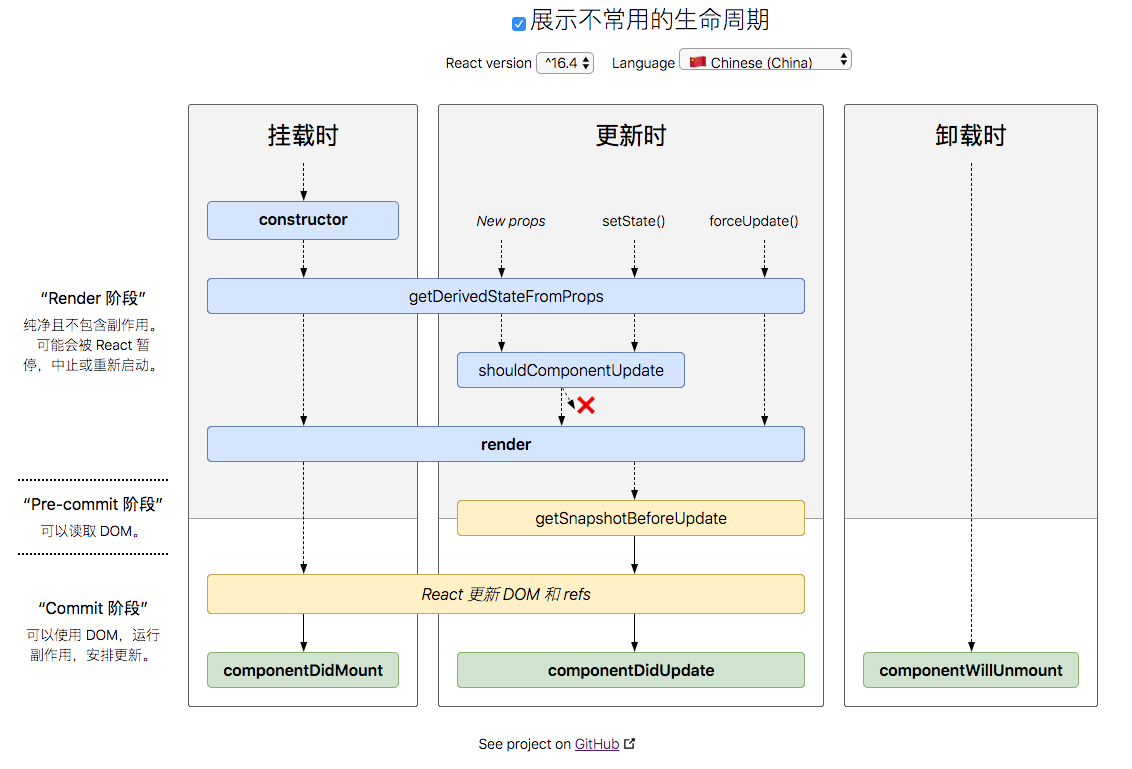 展示不常用的生命周期
React version ^16.4 Language 🇨🇳 Chinese (China)
挂载时
更新时
卸载时
constructor
New props
setState()
forceUpdate()
“Render 阶段”
纯净且不包含副作用。
可能会被 React 暂
停，中止或重新启动。
getDerivedStateFromProps
shouldComponentUpdate
render
“Pre-commit 阶段”
可以读取 DOM。
getSnapshotBeforeUpdate
“Commit 阶段”
可以使用 DOM，运行
副作用，安排更新。
React 更新 DOM 和 refs
componentDidMount
componentDidUpdate
componentWillUnmount
See project on GitHub